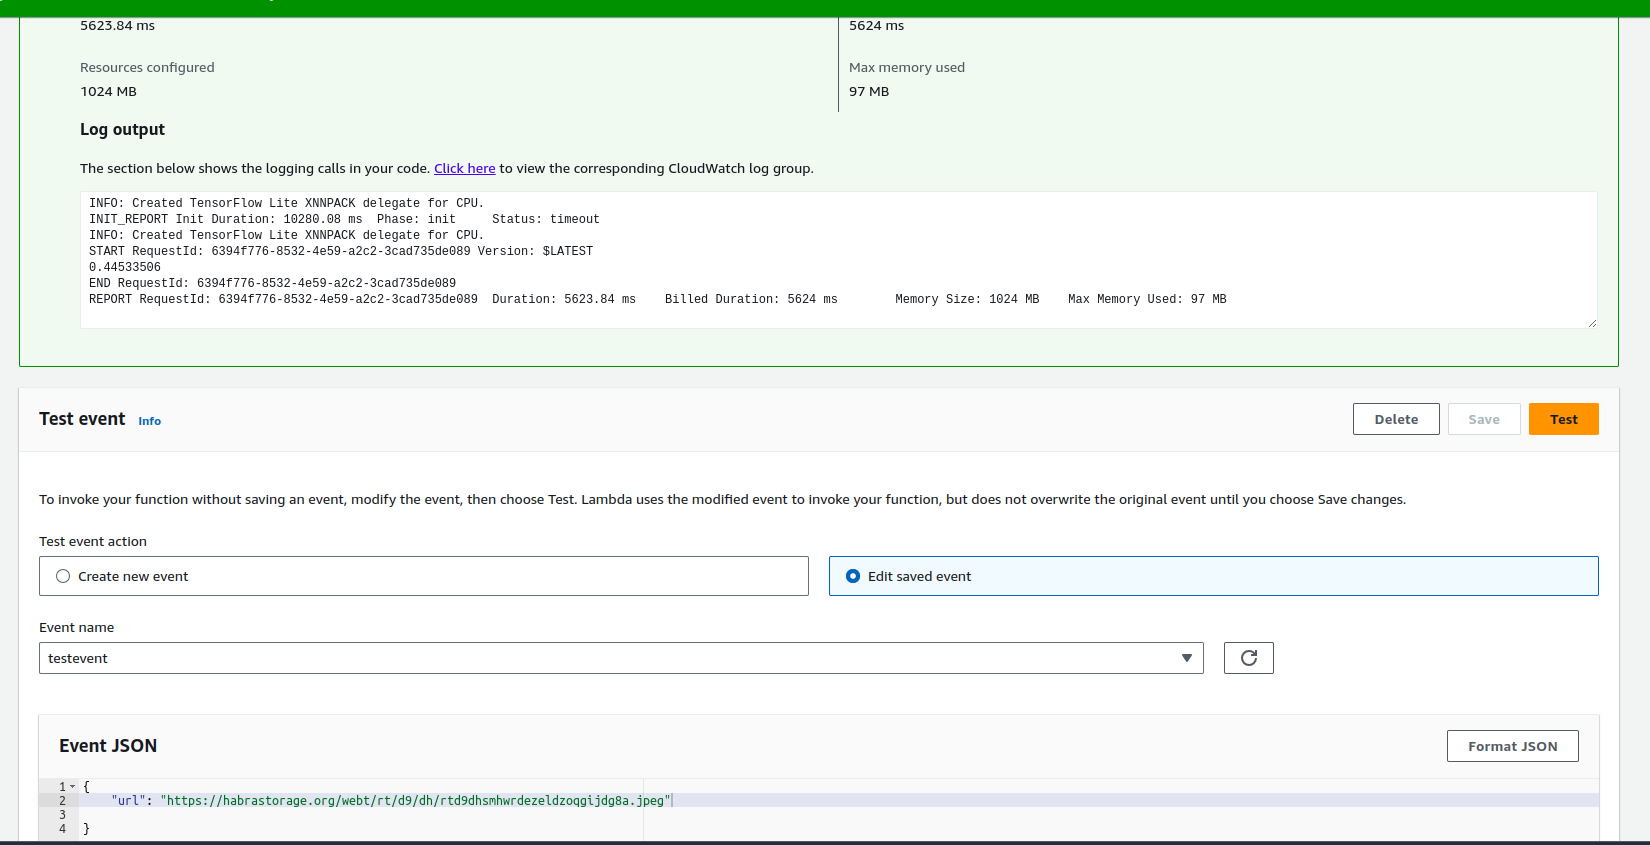 5623.84 ms
5624 ms
Resources configured
Max memory used
1024 MB
97 MB
Log output
The section below shows the logging calls in your code. Click here to view the corresponding CloudWatch log group.
INFO: Created TensorFlow Lite XNNPACK delegate for CPU.
INIT_REPORT Init Duration: 10280.08 ms  Phase: init     Status: timeout
INFO: Created TensorFlow Lite XNNPACK delegate for CPU.
START RequestId: 6394f776-8532-4e59-a2c2-3cad735de089 Version: $LATEST
0.44533506
END RequestId: 6394f776-8532-4e59-a2c2-3cad735de089
REPORT RequestId: 6394f776-8532-4e59-a2c2-3cad735de089  Duration: 5623.84 ms    Billed Duration: 5624 ms        Memory Size: 1024 MB    Max Memory Used: 97 MB
Test event Info
Delete
Save
Test
To invoke your function without saving an event, modify the event, then choose Test. Lambda uses the modified event to invoke your function, but does not overwrite the original event until you choose Save changes.
Test event action
Create new event
Edit saved event
Event name
testevent
Event JSON
Format JSON
1 {
2     "url": "https://habrastorage.org/webt/rt/d9/dh/rtd9dhsmhwrdezeldzoqgijdg8a.jpeg"
3
4 }